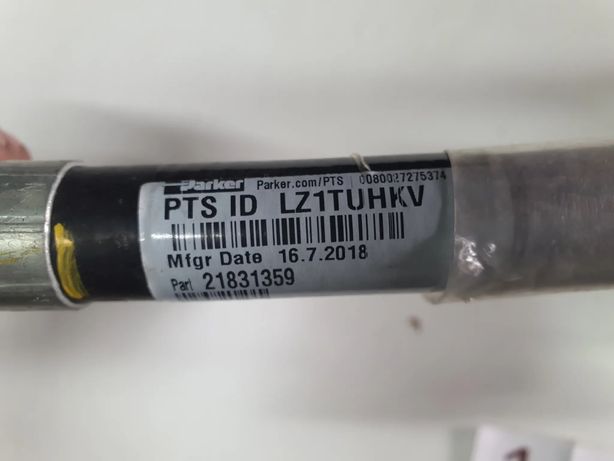 Parker Parker.com/PTS 0080027275374
PTS ID LZ1TUHKV
Mfgr Date 16.7.2018
Part 21831359